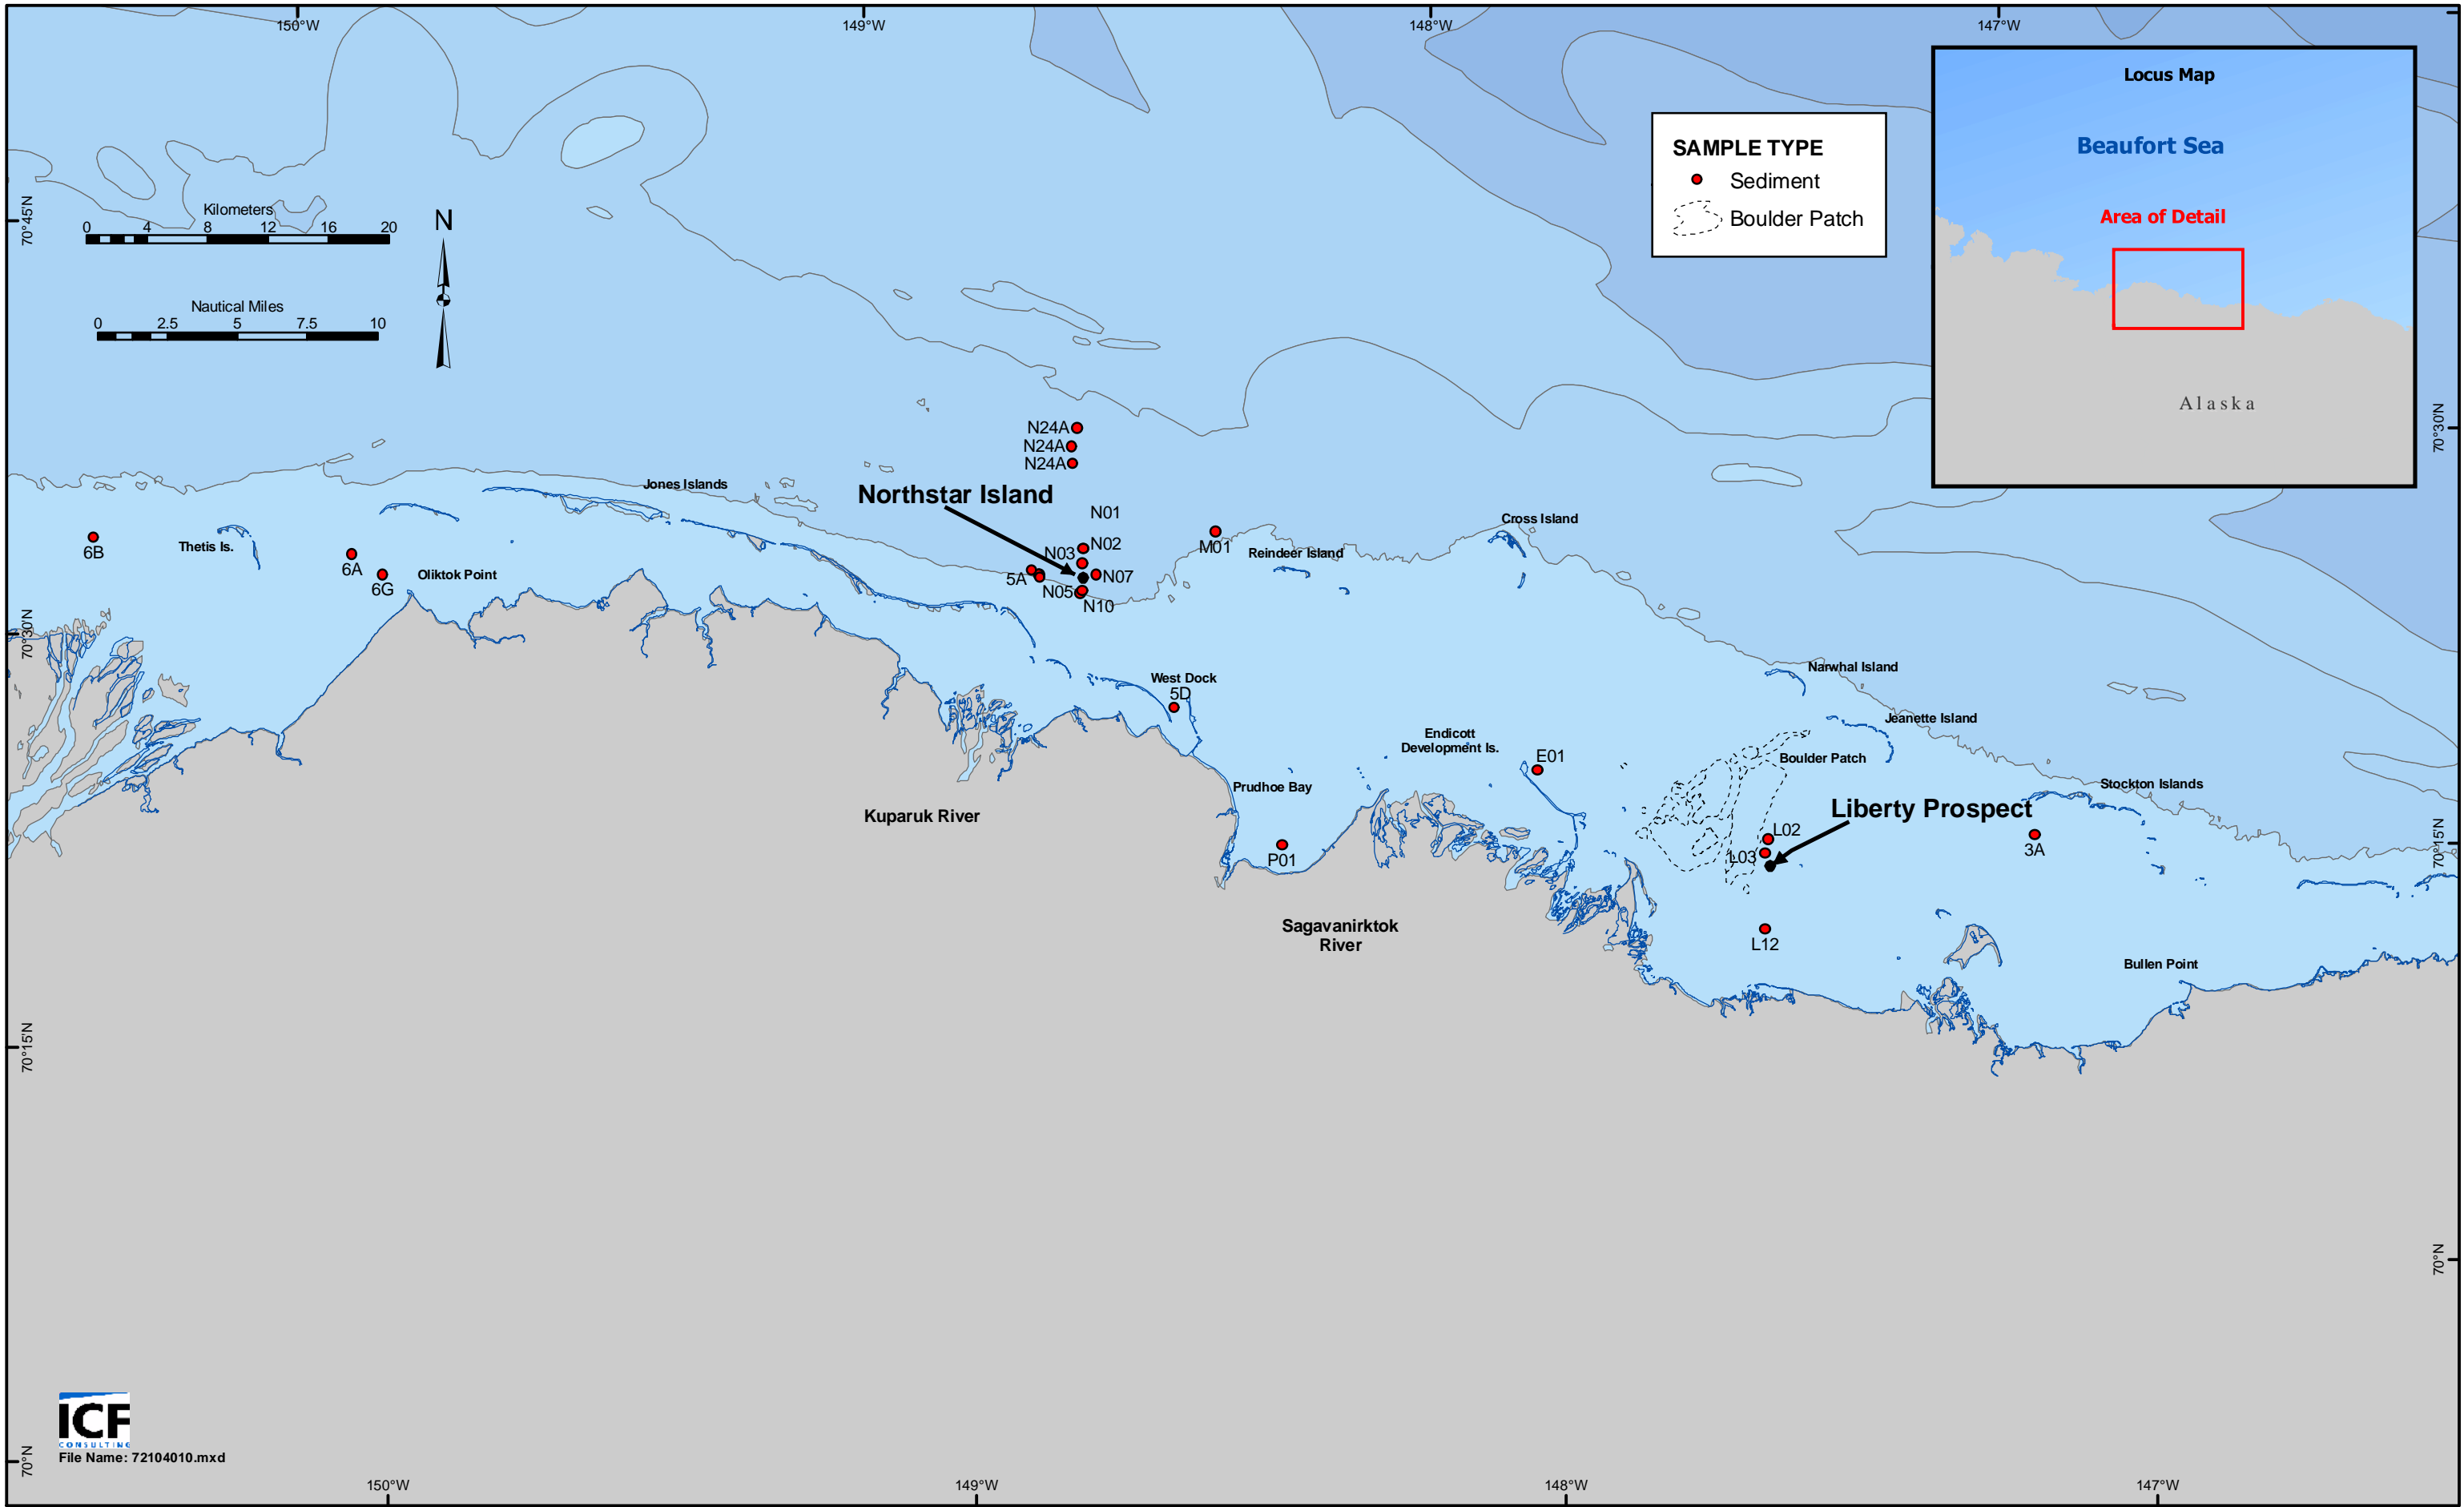 150°W
149°W
148°W
147°W
Locus Map
Beaufort Sea
Area of Detail
Alaska
SAMPLE TYPE
Sediment
Boulder Patch
70°45'N
Kilometers
0 4 8 12 16 20
N
Nautical Miles
0 2.5 5 7.5 10
70°30'N
N24A
N24A
N24A
Jones Islands
Northstar Island
N01
Cross Island
6B
Thetis Is.
M01
N02
N03
Reindeer Island
6A
6G
Oliktok Point
5A
N07
N05
N10
70°30'N
Narwhal Island
West Dock
5D
Jeanette Island
Endicott
Development Is.
E01
Boulder Patch
Stockton Islands
Prudhoe Bay
Liberty Prospect
Kuparuk River
L02
L03
P01
3A
70°15'N
Sagavanirktok
River
L12
Bullen Point
70°15'N
70°N
ICF
CONSULTING
File Name: 72104010.mxd
70°N
150°W
149°W
148°W
147°W